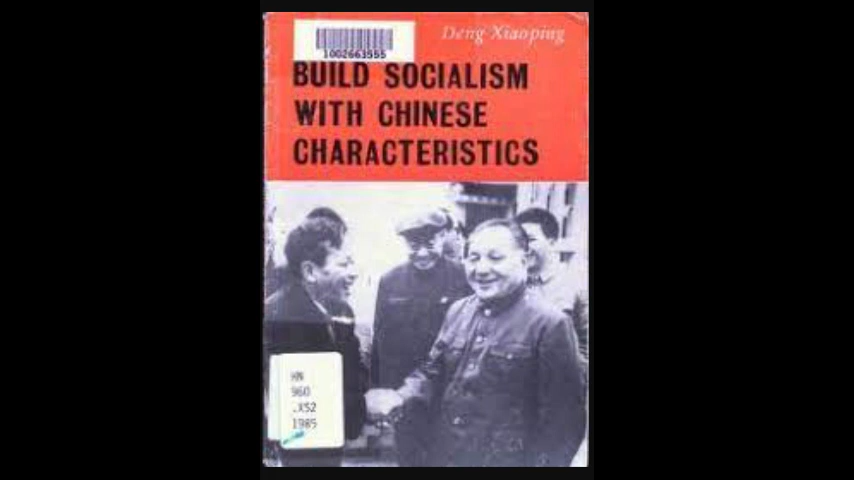 1002663555
Deng Xiaoping
BUILD SOCIALISM
WITH CHINESE
CHARACTERISTICS
HN
960
.X52
1985